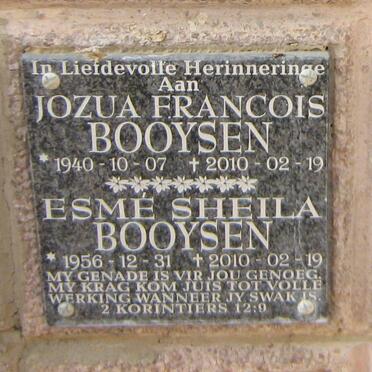 In Liefdevolle Herinneringe
Aan
JOZUA FRANCOIS
BOOYSEN
* 1940 - 10 - 07 † 2010 - 02 - 19
ESMÉ SHEILA
BOOYSEN
* 1956 - 12 - 31 † 2010 - 02 - 19
MY GENADE IS VIR JOU GENOEG.
MY KRAG KOM JUIS TOT VOLLE
WERKING WANNEER JY SWAK IS.
2 KORINTIERS 12:9